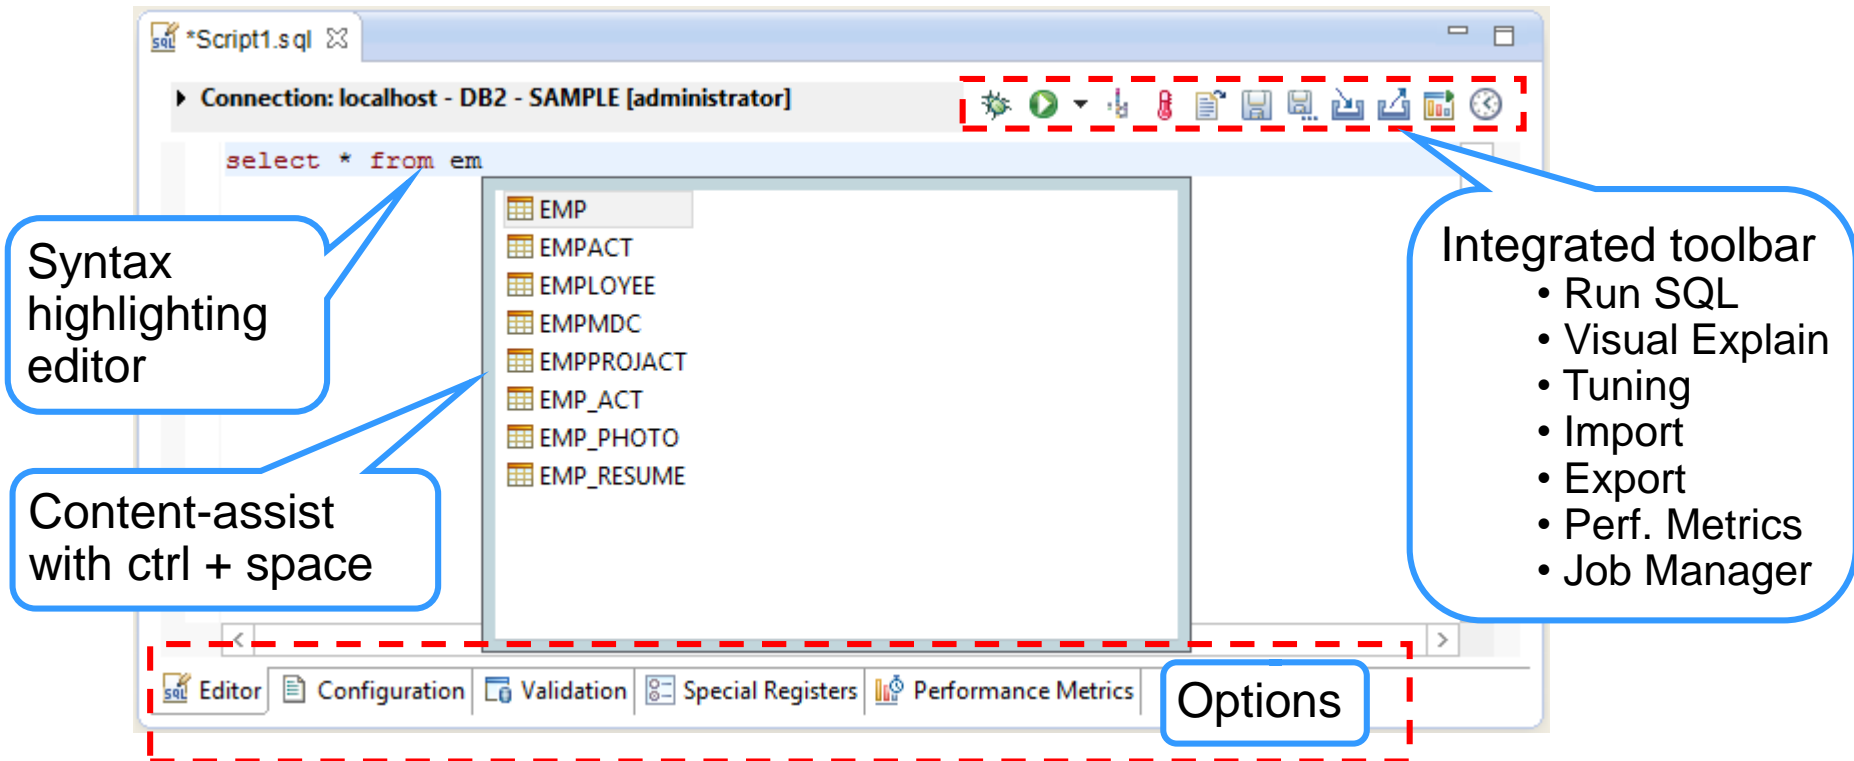 *Script1.sql
Connection: localhost - DB2 - SAMPLE [administrator]
select * from em
EMP
EMPACT
EMPLOYEE
EMPMDC
EMPPROJACT
EMP_ACT
EMP_PHOTO
EMP_RESUME
Syntax
highlighting
editor
Content-assist
with ctrl + space
Integrated toolbar
• Run SQL
• Visual Explain
• Tuning
• Import
• Export
• Perf. Metrics
• Job Manager
SQL Editor
Configuration
Validation
Special Registers
Performance Metrics
Options